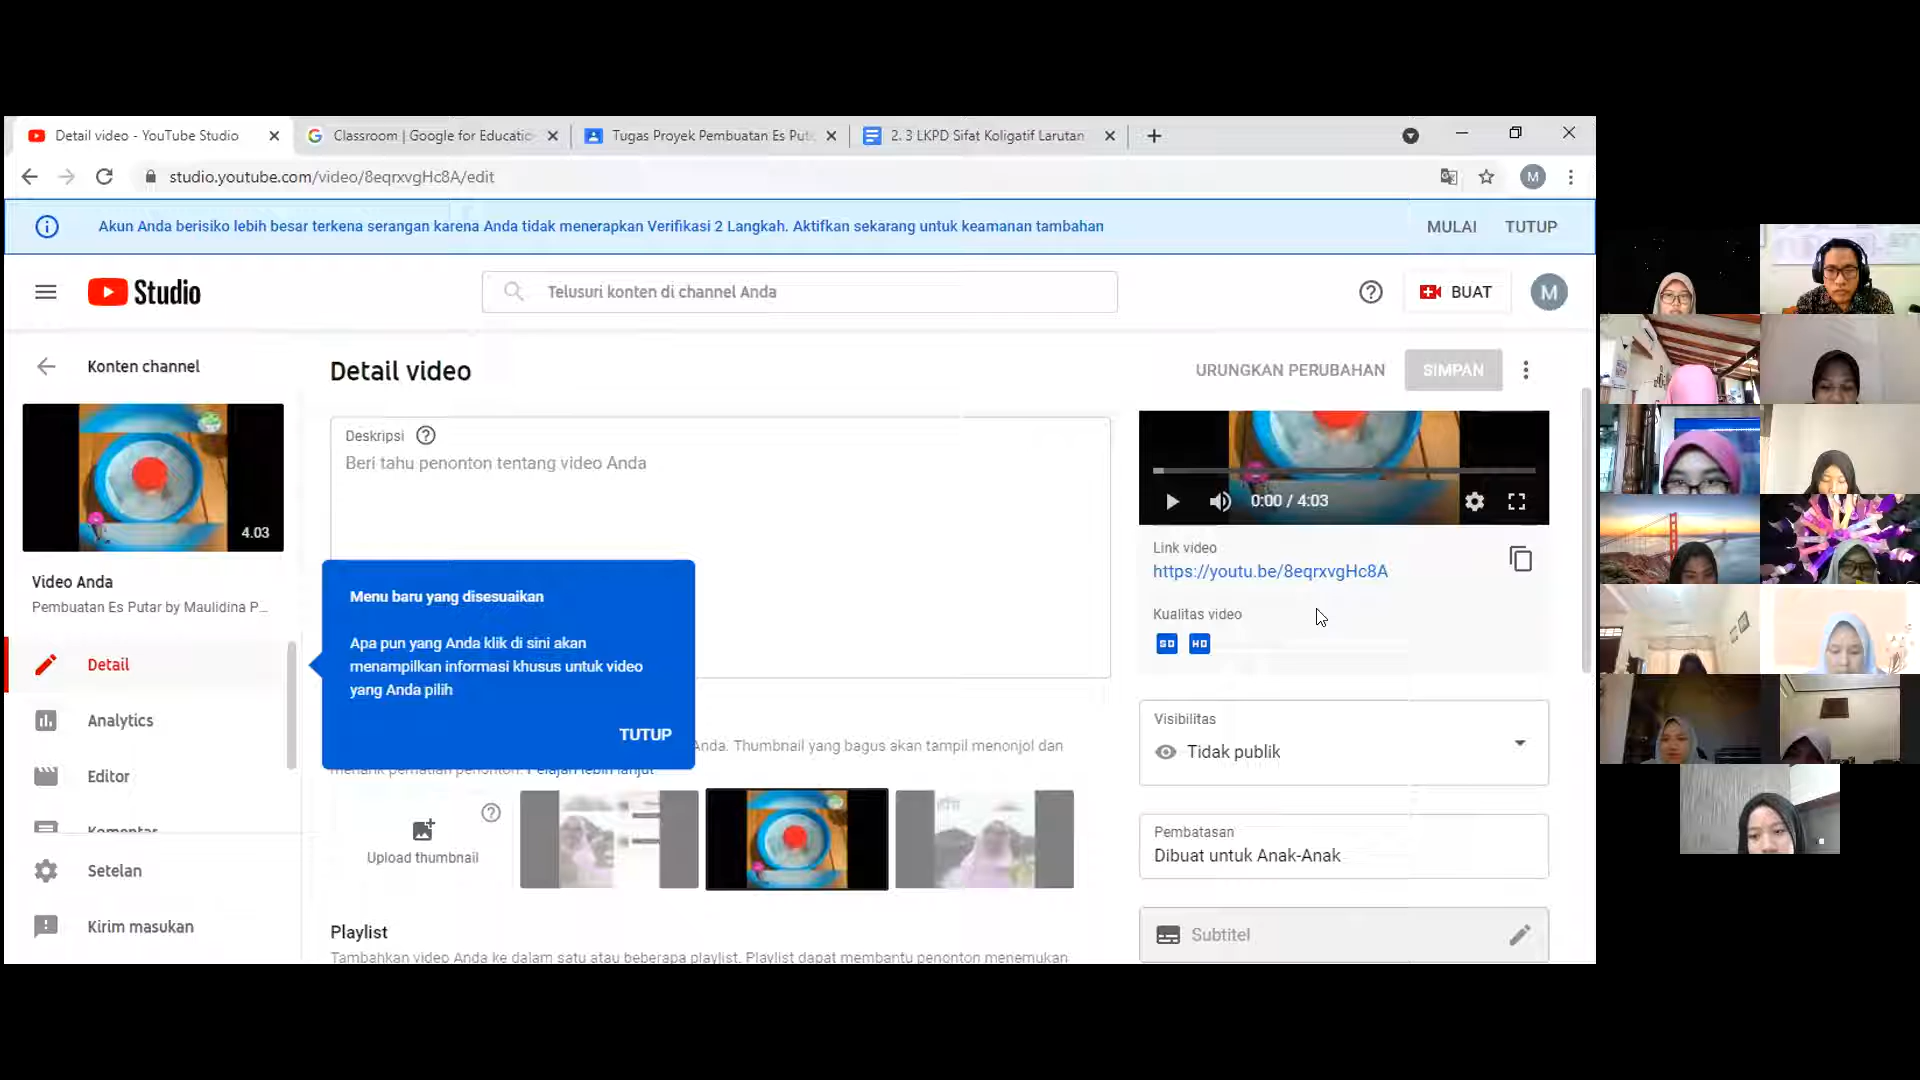 Detail video - YouTube Studio
Classroom | Google for Educatio
Tugas Proyek Pembuatan Es Put
2. 3 LKPD Sifat Koligatif Larutan
studio.youtube.com/video/8eqrxvgHc8A/edit
M
Akun Anda berisiko lebih besar terkena serangan karena Anda tidak menerapkan Verifikasi 2 Langkah. Aktifkan sekarang untuk keamanan tambahan
MULAI
TUTUP
Studio
Telusuri konten di channel Anda
BUAT
M
Konten channel
4.03
Video Anda
Pembuatan Es Putar by Maulidina P...
Detail
Analytics
Editor
Komentar
Setelan
Kirim masukan
Detail video
URUNGKAN PERUBAHAN
SIMPAN
Deskripsi
Beri tahu penonton tentang video Anda
Menu baru yang disesuaikan
Apa pun yang Anda klik di sini akan
menampilkan informasi khusus untuk video
yang Anda pilih
TUTUP
Anda. Thumbnail yang bagus akan tampil menonjol dan
menarik perhatian penonton. Pelajari lebih lanjut
Upload thumbnail
Playlist
Tambahkan video Anda ke dalam satu atau beberapa playlist. Playlist dapat membantu penonton menemukan
0:00 / 4:03
Link video
https://youtu.be/8eqrxvgHc8A
Kualitas video
SD HD
Visibilitas
Tidak publik
Pembatasan
Dibuat untuk Anak-Anak
Subtitel